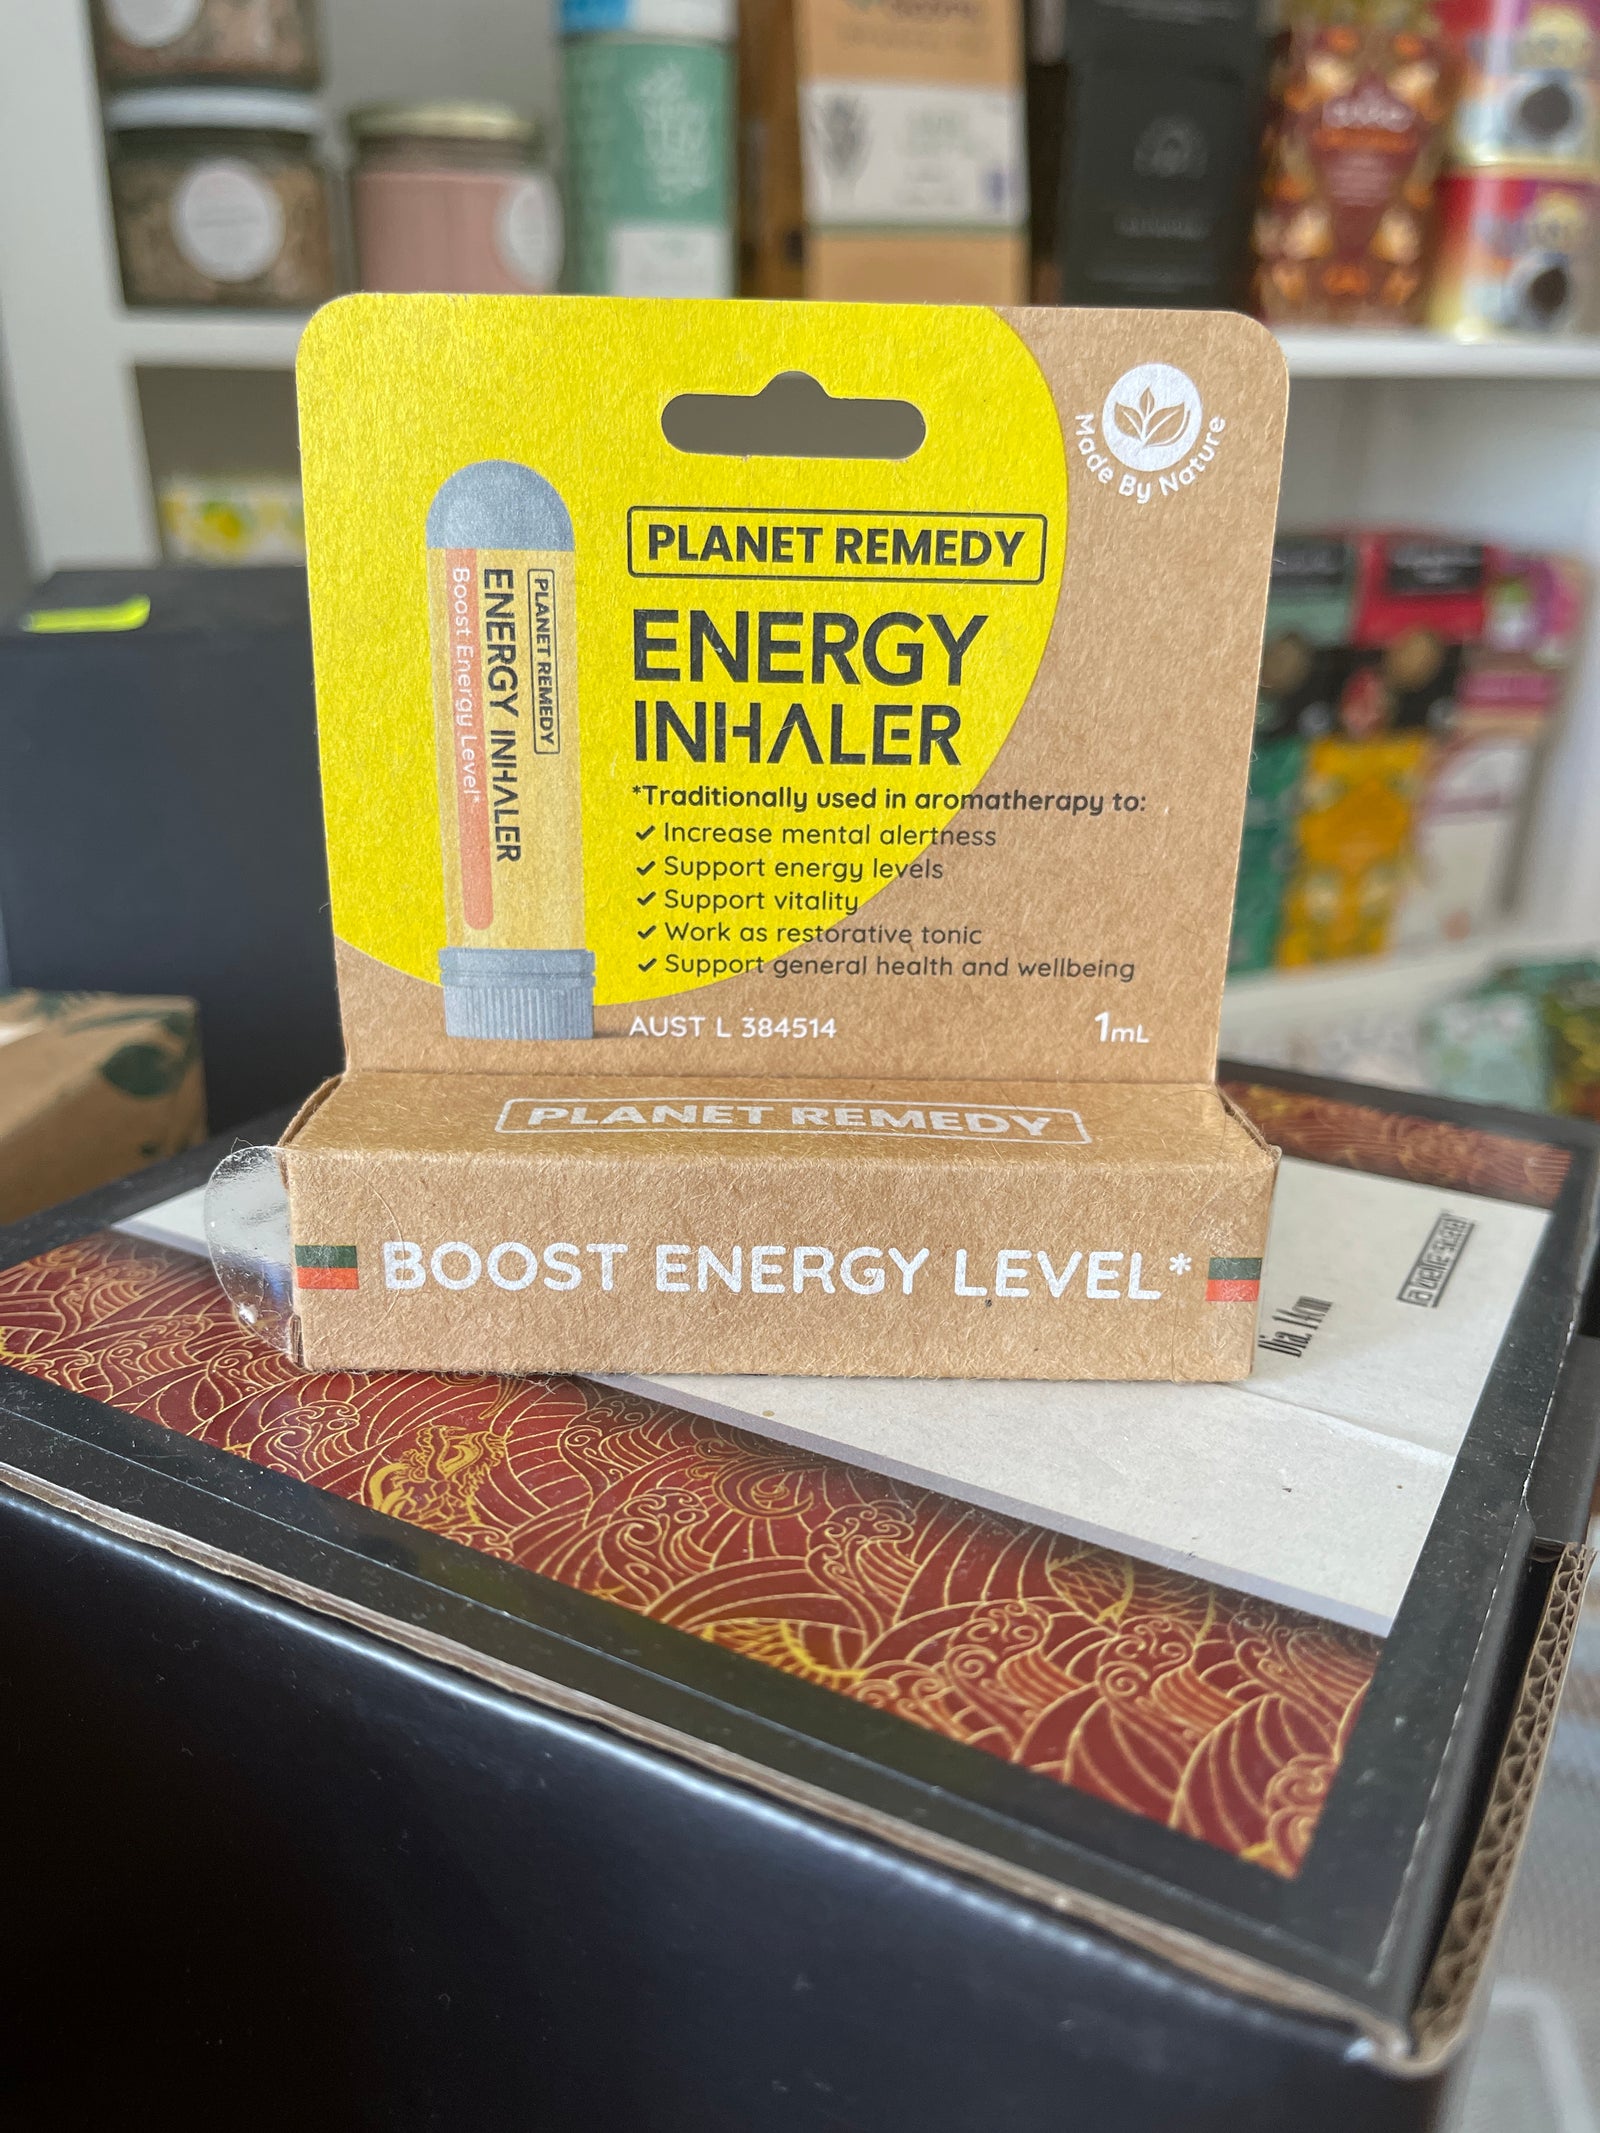 Made By Nature
PLANET REMEDY
ENERGY
INHALER
*Traditionally used in aromatherapy to:
✓ Increase mental alertness
✓ Support energy levels
✓ Support vitality
✓ Work as restorative tonic
✓ Support general health and wellbeing
AUST L 384514
1mL
PLANET REMEDY
ENERGY INHALER
Boost Energy Level*
PLANET REMEDY
BOOST ENERGY LEVEL*
Dia. 14cm